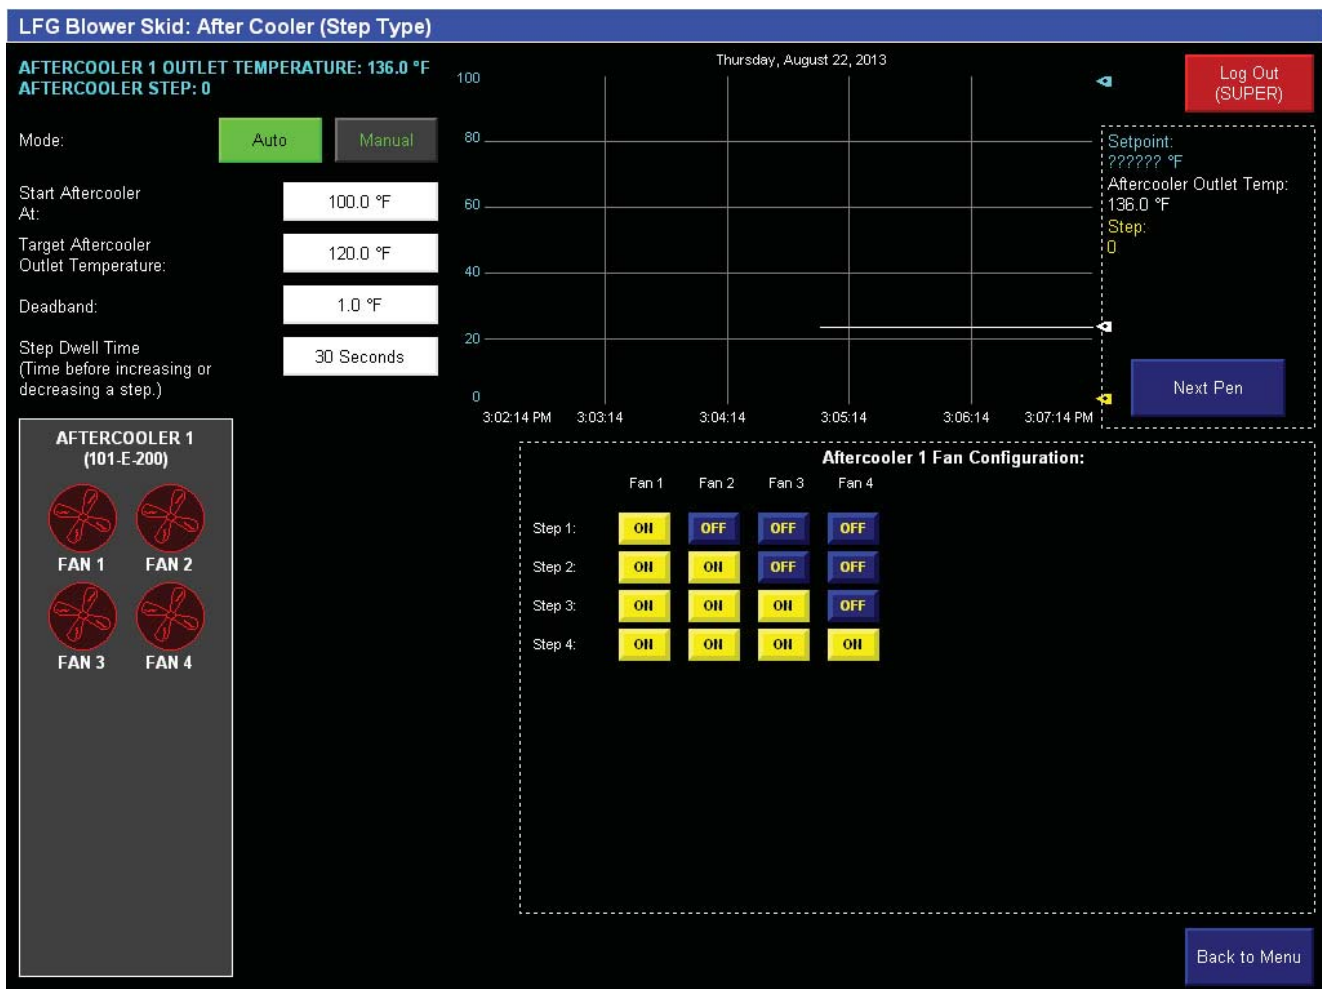 LFG Blower Skid: After Cooler (Step Type)
AFTERCOOLER 1 OUTLET TEMPERATURE: 136.0 °F
AFTERCOOLER STEP: 0
Mode:
Auto
Manual
Start Aftercooler
At:
100.0 °F
Target Aftercooler
Outlet Temperature:
120.0 °F
Deadband:
1.0 °F
Step Dwell Time
(Time before increasing or
decreasing a step.)
30 Seconds
Thursday, August 22, 2013
100
80
60
40
20
0
3:02:14 PM 3:03:14 3:04:14 3:05:14 3:06:14 3:07:14 PM
Log Out
(SUPER)
Setpoint:
?????? °F
Aftercooler Outlet Temp:
136.0 °F
Step:
0
Next Pen
AFTERCOOLER 1
(101-E-200)
FAN 1 FAN 2
FAN 3 FAN 4
Aftercooler 1 Fan Configuration:
Fan 1 Fan 2 Fan 3 Fan 4
Step 1: ON OFF OFF OFF
Step 2: ON ON OFF OFF
Step 3: ON ON ON OFF
Step 4: ON ON ON ON
Back to Menu